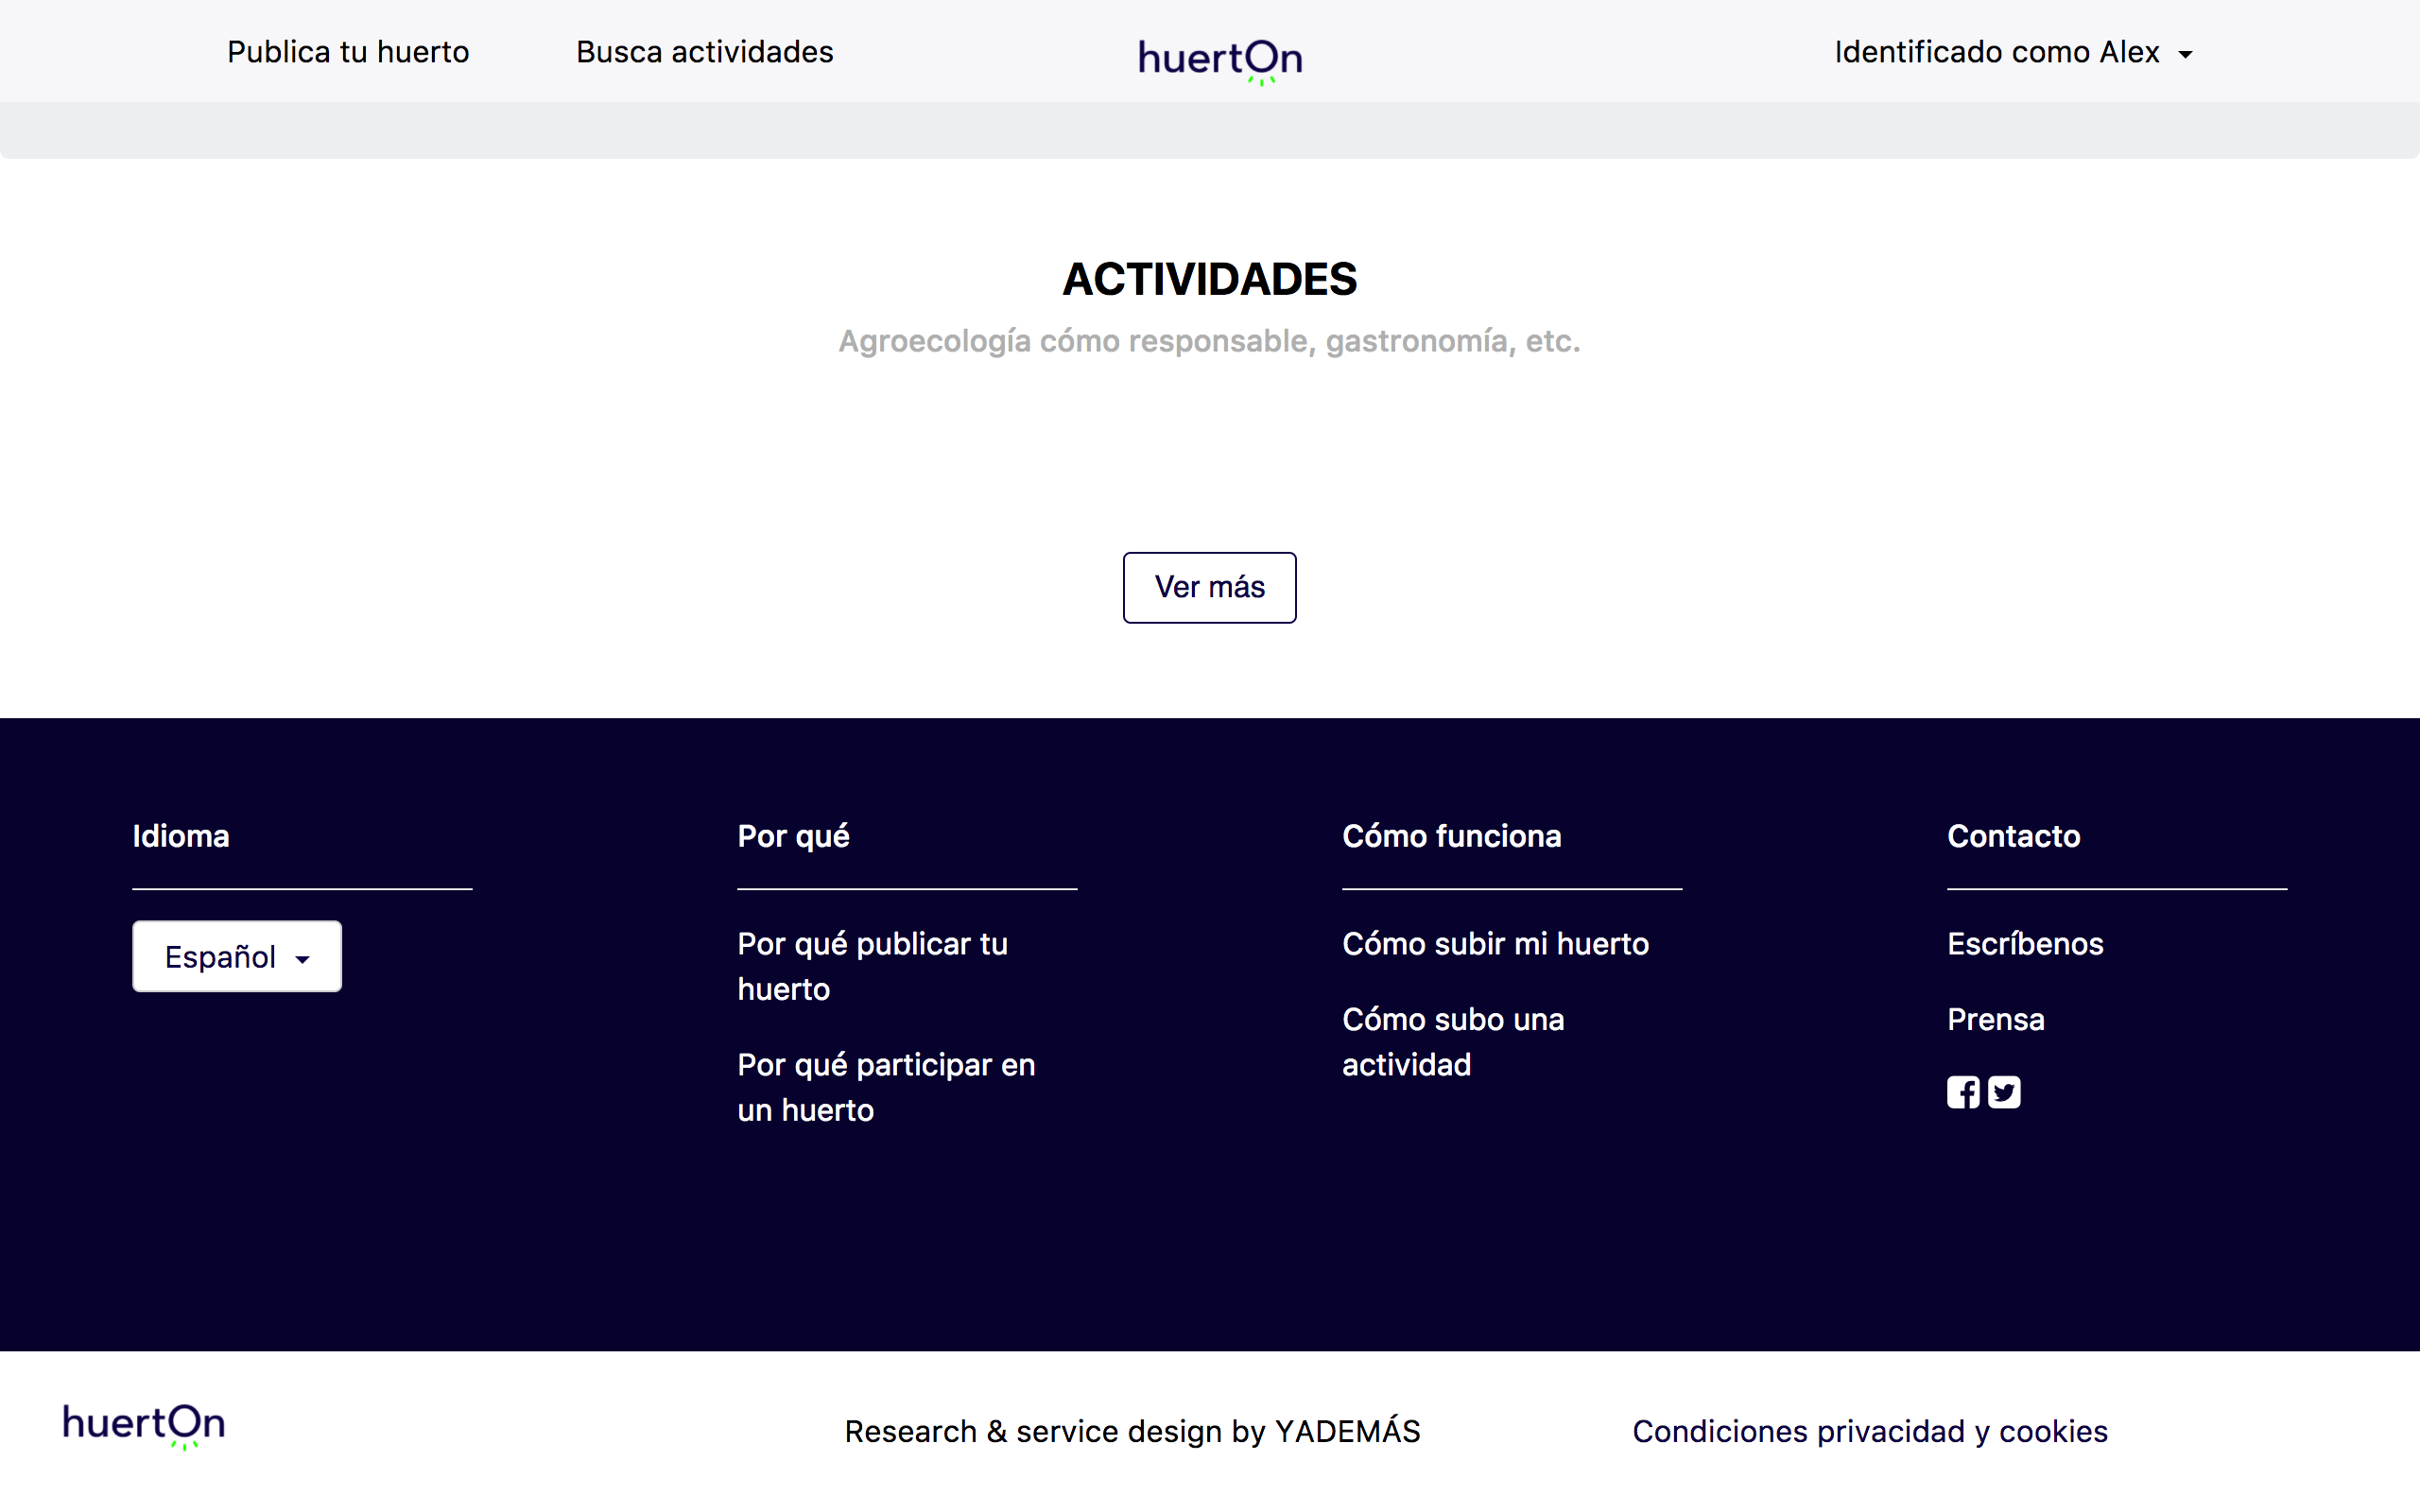 Publica tu huerto
Busca actividades
huertOn
Identificado como Alex
ACTIVIDADES
Agroecología cómo responsable, gastronomía, etc.
Ver más
Idioma
Español
Por qué
Por qué publicar tu
huerto
Por qué participar en
un huerto
Cómo funciona
Cómo subir mi huerto
Cómo subo una
actividad
Contacto
Escríbenos
Prensa
huertOn
Research & service design by YADEMÁS
Condiciones privacidad y cookies